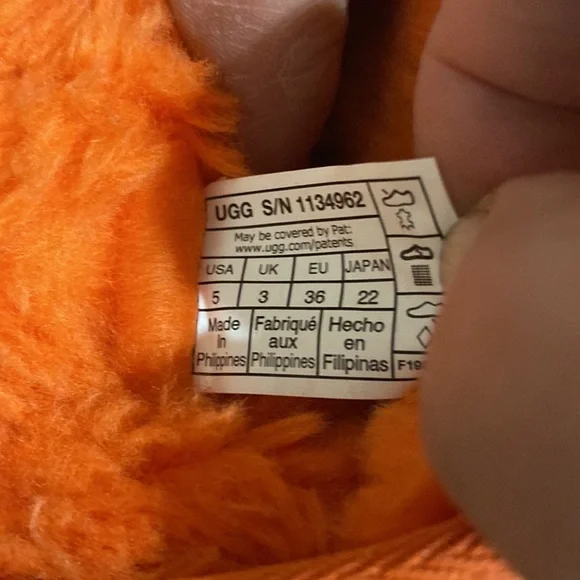 UGG S/N 1134962
May be covered by Pat:
www.ugg.com/patents
USA UK EU JAPAN
5 3 36 22
Made Fabriqué Hecho
in aux en
Philippines Philippines Filipinas